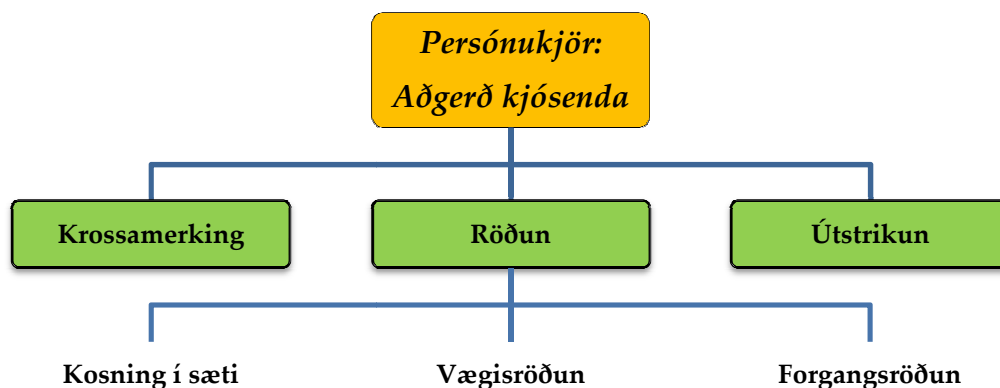 Persónukjör:
Aðgerð kjósenda
Krossamerking
Röðun
Útstrikun
Kosning í sæti
Vægisröðun
Forgangsröðun